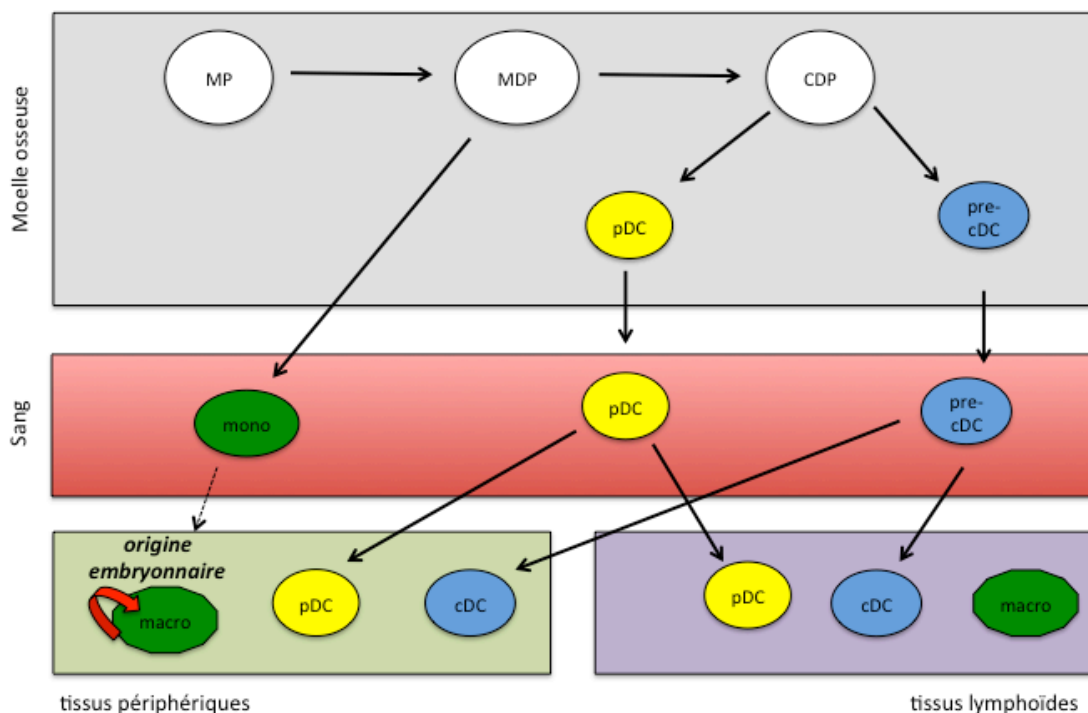 Moelle osseuse
MP
MDP
CDP
pDC
pre-
cDC
Sang
mono
pDC
pre-
cDC
origine
embryonnaire
macro
pDC
cDC
pDC
cDC
macro
tissus périphériques
tissus lymphoïdes